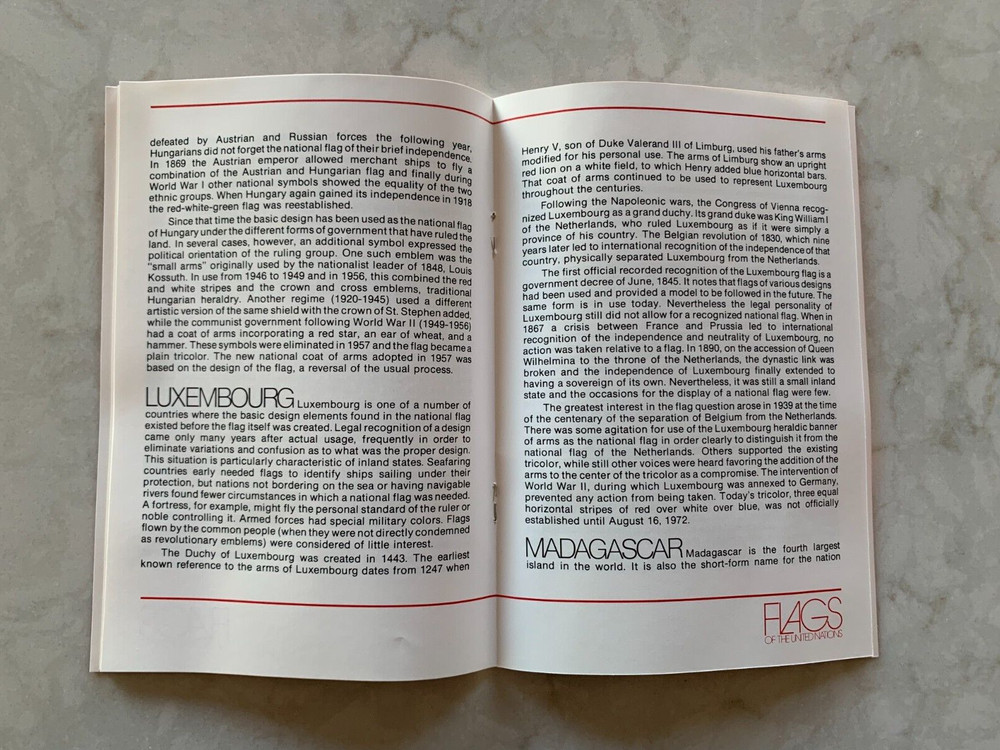 defeated by Austrian and Russian forces the following year,
Hungarians did not forget the national flag of their brief independence.
In 1869 the Austrian emperor allowed merchant ships to fly a
combination of the Austrian and Hungarian flag and finally during
World War I other national symbols showed the equality of the two
ethnic groups. When Hungary again gained its independence in 1918
the red-white-green flag was reestablished.
Since that time the basic design has been used as the national flag
of Hungary under the different forms of government that have ruled the
land. In several cases, however, an additional symbol expressed the
political orientation of the ruling group. One such emblem was the
"small arms" originally used by the nationalist leader of 1848, Louis
Kossuth. In use from 1946 to 1949 and in 1956, this combined the red
and white stripes and the crown and cross emblems, traditional
Hungarian heraldry. Another regime (1920-1945) used a different
artistic version of the same shield with the crown of St. Stephen added,
while the communist government following World War II (1949-1956)
had a coat of arms incorporating a red star, an ear of wheat, and a
hammer. These symbols were eliminated in 1957 and the flag became a
plain tricolor. The new national coat of arms adopted in 1957 was
based on the design of the flag, a reversal of the usual process.
LUXEMBOURG Luxembourg is one of a number of
countries where the basic design elements found in the national flag
existed before the flag itself was created. Legal recognition of a design
came only many years after actual usage, frequently in order to
eliminate variations and confusion as to what was the proper design.
This situation is particularly characteristic of inland states. Seafaring
countries early needed flags to identify ships sailing under their
protection, but nations not bordering on the sea or having navigable
rivers found fewer circumstances in which a national flag was needed.
A fortress, for example, might fly the personal standard of the ruler or
noble controlling it. Armed forces had special military colors. Flags
flown by the common people (when they were not directly condemned
as revolutionary emblems) were considered of little interest.
The Duchy of Luxembourg was created in 1443. The earliest
known reference to the arms of Luxembourg dates from 1247 when
Henry V, son of Duke Valerand III of Limburg, used his father's arms
modified for his personal use. The arms of Limburg show an upright
red lion on a white field, to which Henry added blue horizontal bars.
That coat of arms continued to be used to represent Luxembourg
throughout the centuries.
Following the Napoleonic wars, the Congress of Vienna recog-
nized Luxembourg as a grand duchy. Its grand duke was King William I
of the Netherlands, who ruled Luxembourg as if it were simply a
province of his country. The Belgian revolution of 1830, which nine
years later led to international recognition of the independence of that
country, physically separated Luxembourg from the Netherlands.
The first official recorded recognition of the Luxembourg flag is a
government decree of June, 1845. It notes that flags of various designs
had been used and provided a model to be followed in the future. The
same form is in use today. Nevertheless the legal personality of
Luxembourg still did not allow for a recognized national flag. When in
1867 a crisis between France and Prussia led to international
recognition of the independence and neutrality of Luxembourg, no
action was taken relative to a flag. In 1890, on the accession of Queen
Wilhelmina to the throne of the Netherlands, the dynastic link was
broken and the independence of Luxembourg finally extended to
having a sovereign of its own. Nevertheless, it was still a small inland
state and the occasions for the display of a national flag were few.
The greatest interest in the flag question arose in 1939 at the time
of the centenary of the separation of Belgium from the Netherlands.
There was some agitation for use of the Luxembourg heraldic banner
of arms as the national flag in order clearly to distinguish it from the
national flag of the Netherlands. Others supported the existing
tricolor, while still other voices were heard favoring the addition of the
arms to the center of the tricolor as a compromise. The intervention of
World War II, during which Luxembourg was annexed to Germany,
prevented any action from being taken. Today's tricolor, three equal
horizontal stripes of red over white over blue, was not officially
established until August 16, 1972.
MADAGASCAR Madagascar is the fourth largest
island in the world. It is also the short-form name for the nation
FLAGS
OF THE UNITED NATIONS